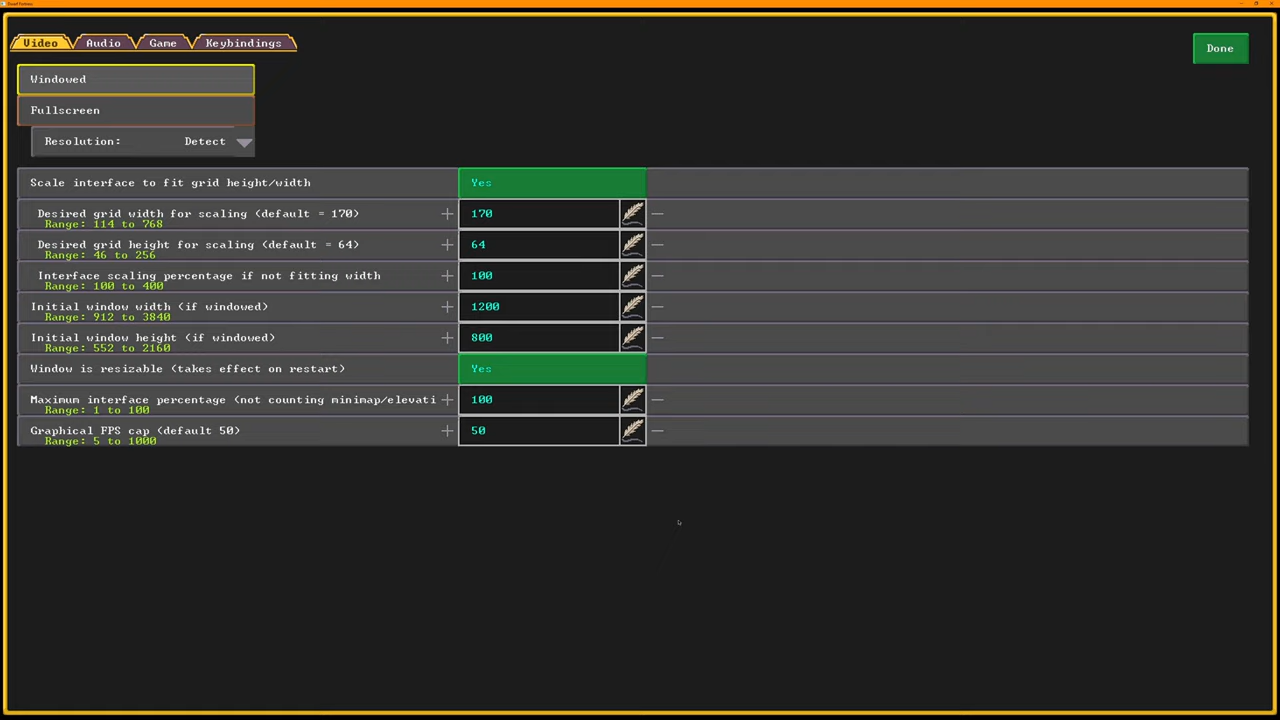 Dwarf Fortress
Video
Audio
Game
Keybindings
Done
Windowed
Fullscreen
Resolution: Detect
Scale interface to fit grid height/width Yes
Desired grid width for scaling (default = 170) 170
Range: 114 to 768
Desired grid height for scaling (default = 64) 64
Range: 46 to 256
Interface scaling percentage if not fitting width 100
Range: 100 to 400
Initial window width (if windowed) 1200
Range: 912 to 3840
Initial window height (if windowed) 800
Range: 552 to 2160
Window is resizable (takes effect on restart) Yes
Maximum interface percentage (not counting minimap/elevati 100
Range: 1 to 100
Graphical FPS cap (default 50) 50
Range: 5 to 1000